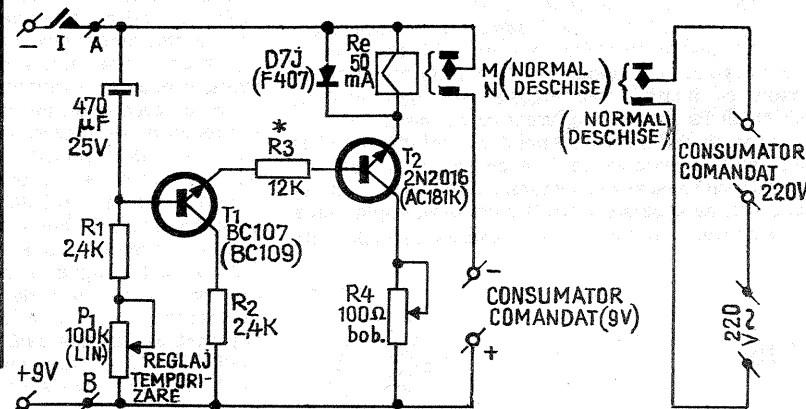 − I A
470
µF
25V
D7J
(F407)
Re
50
mA
M (NORMAL
N DESCHISE)
(NORMAL
DESCHISE)
CONSUMATOR
COMANDAT
220V
*
R3
12K
T2
2N2016
(AC181K)
T1
BC107
(BC109)
R1
2,4K
R2
2,4K
P1
100K
(LIN)
REGLAJ
TEMPORI-
ZARE
R4
100Ω
bob.
−
CONSUMATOR
COMANDAT(9V)
+
220
V~
+9V B